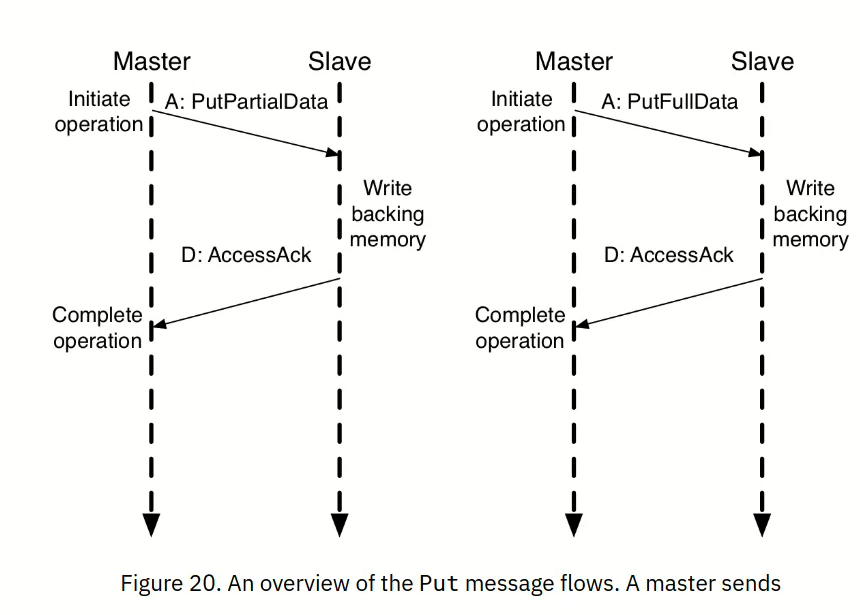 Master
Slave
Initiate
operation
A: PutPartialData
Write
backing
memory
D: AccessAck
Complete
operation
Master
Slave
Initiate
operation
A: PutFullData
Write
backing
memory
D: AccessAck
Complete
operation
Figure 20. An overview of the Put message flows. A master sends